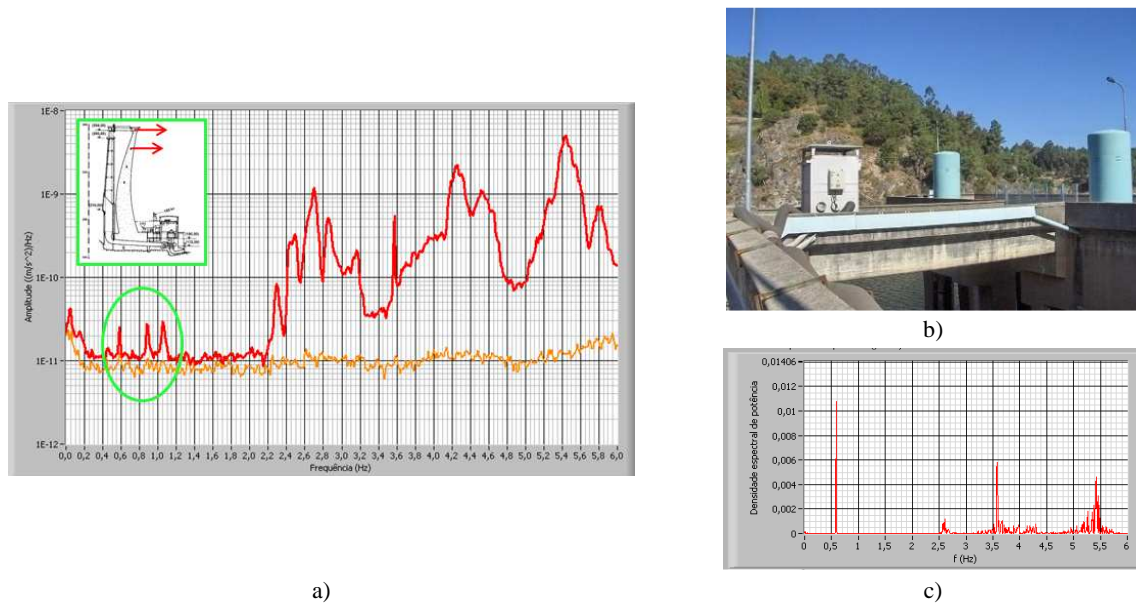 1E-8
1E-9
1E-10
1E-11
1E-12
Amplitude ((m/s^2)²/Hz)
0,0 0,2 0,4 0,6 0,8 1,0 1,2 1,4 1,6 1,8 2,0 2,2 2,4 2,6 2,8 3,0 3,2 3,4 3,6 3,8 4,0 4,2 4,4 4,6 4,8 5,0 5,2 5,4 5,6 5,8 6,0
Frequência (Hz)
a)
b)
0,01406
0,012
0,01
0,008
0,006
0,004
0,002
0
Densidade espectral de potência
0 0,5 1 1,5 2 2,5 3 3,5 4 4,5 5 5,5 6
f (Hz)
c)